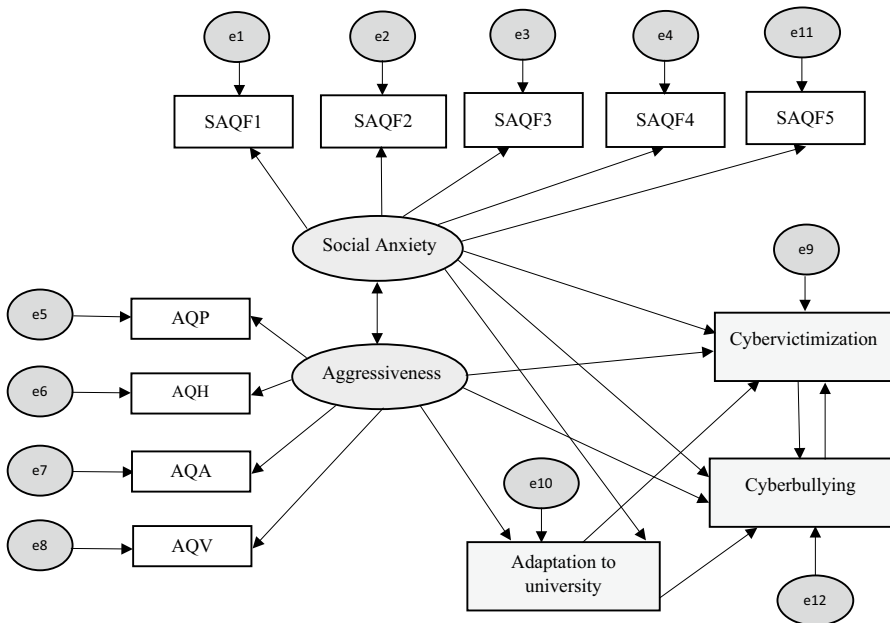 e1
e2
e3
e4
e11
SAQF1
SAQF2
SAQF3
SAQF4
SAQF5
Social Anxiety
e9
e5
AQP
Cybervictimization
Aggressiveness
e6
AQH
e7
AQA
e10
Cyberbullying
e8
AQV
Adaptation to
university
e12